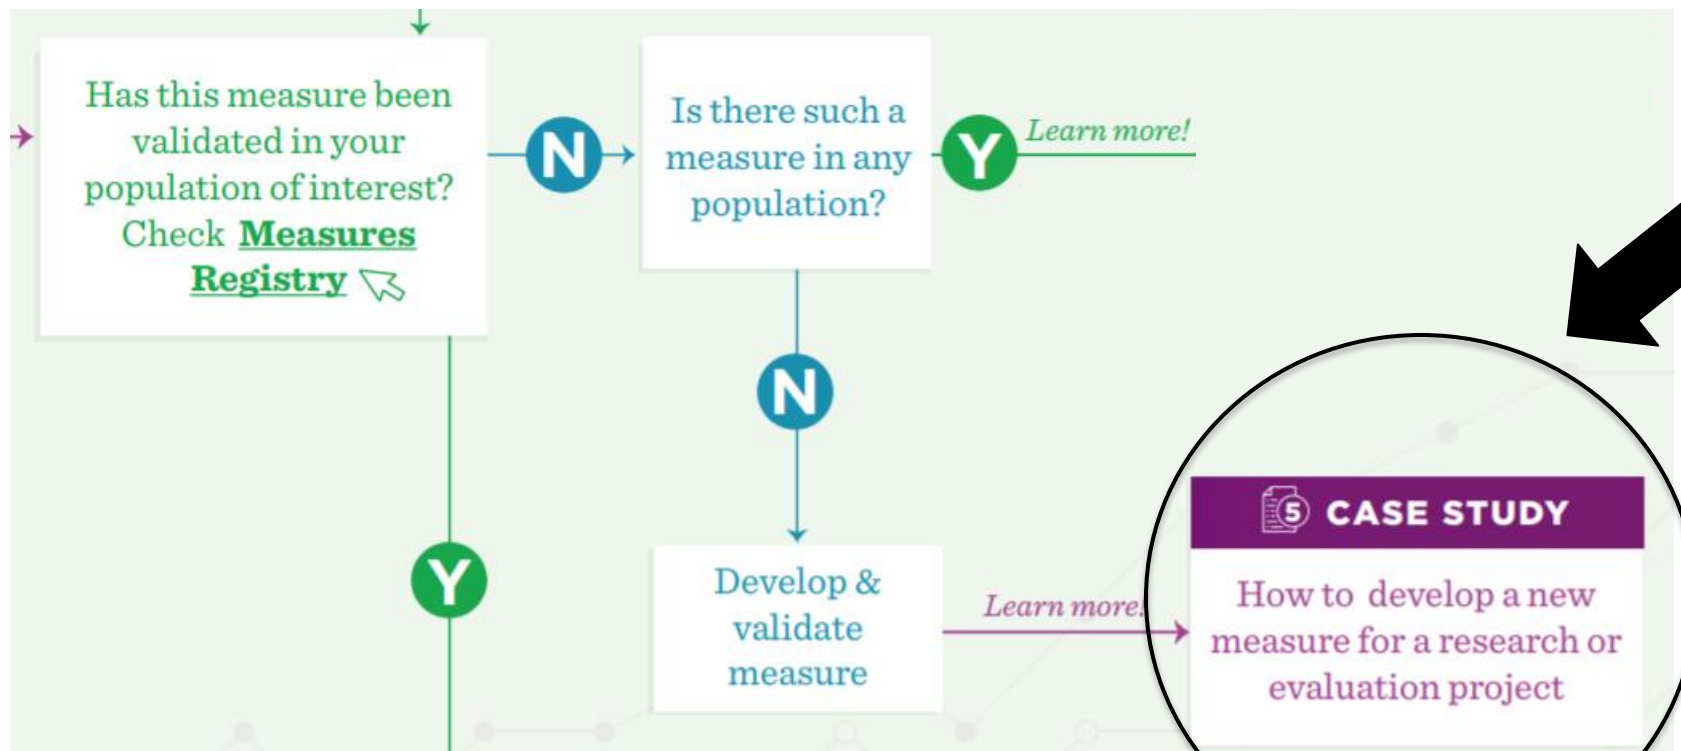 Has this measure been
validated in your
population of interest?
Check Measures
Registry
N
Is there such a
measure in any
population?
Y
Learn more!
N
Y
Develop &
validate
measure
Learn more!
5 CASE STUDY
How to develop a new
measure for a research or
evaluation project